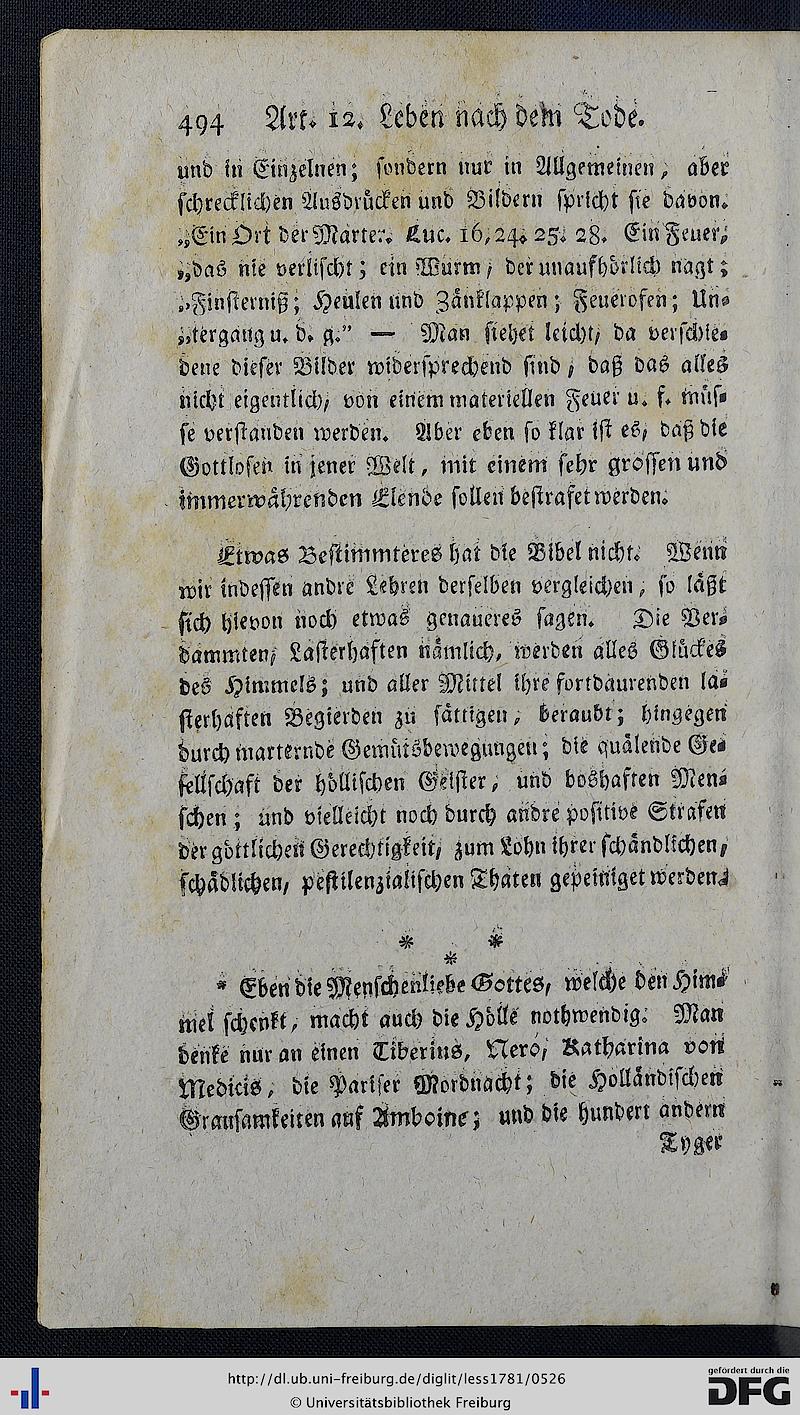 494 Art. 12. Leben nach dem Tode.
und in Einzelnen; sondern nur in Allgemeinen, aber
schrecklichen Ausdrücken und Bildern spricht sie davon.
„Ein Ort der Marter. Luc. 16, 24. 25. 28. Ein Feuer,
„das nie verlischt; ein Wurm, der unaufhörlich nagt;
„Finsterniß; Heulen und Zänklappen; Feuerofen; Un-
„tergang u. d. g.” — Man siehet leicht, da verschie-
dene dieser Bilder widersprechend sind, daß das alles
nicht eigentlich, von einem materiellen Feuer u. s. müs-
se verstanden werden. Aber eben so klar ist es, daß die
Gottlosen in jener Welt, mit einem sehr grossen und
immerwährenden Elende sollen bestrafet werden.
Etwas Bestimmteres hat die Bibel nicht. Wenn
wir indessen andre Lehren derselben vergleichen, so läßt
sich hievon noch etwas genaueres sagen. Die Ver-
dammten, Lasterhaften nämlich, werden alles Glückes
des Himmels; und aller Mittel ihre fortdaurenden la-
sterhaften Begierden zu sättigen, beraubt; hingegen
durch marternde Gemütsbewegungen; die quälende Ge-
sellschaft der höllischen Geister, und boshaften Men-
schen; und vielleicht noch durch andre positive Strafen
der göttlichen Gerechtigkeit, zum Lohn ihrer schändlichen,
schädlichen, pestilenzialischen Thaten gepeiniget werden.
* * *
* Eben die Menschenliebe Gottes, welche den Him-
mel schenkt, macht auch die Hölle nothwendig. Man
denke nur an einen Tiberius, Nero, Katharina von
Medicis, die Pariser Mordnacht; die Holländischen
Grausamkeiten auf Amboine; und die hundert andern
Tyger
http://dl.ub.uni-freiburg.de/diglit/less1781/0526
© Universitätsbibliothek Freiburg
gefördert durch die
DFG